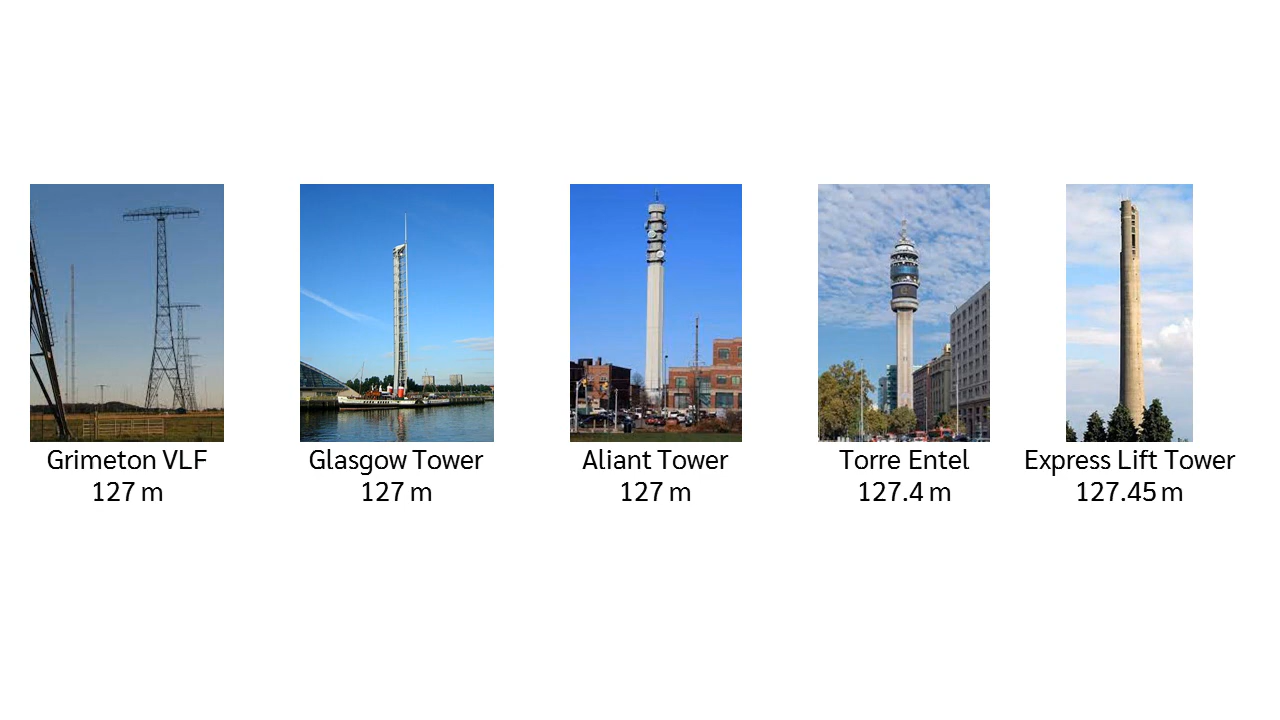 Grimeton VLF
127 m
Glasgow Tower
127 m
Aliant Tower
127 m
Torre Entel
127.4 m
Express Lift Tower
127.45 m